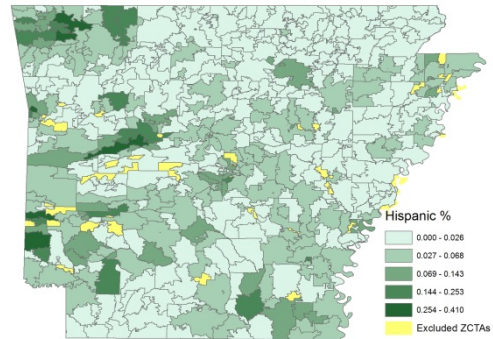 Hispanic %
0.000 - 0.026
0.027 - 0.068
0.069 - 0.143
0.144 - 0.253
0.254 - 0.410
Excluded ZCTAs